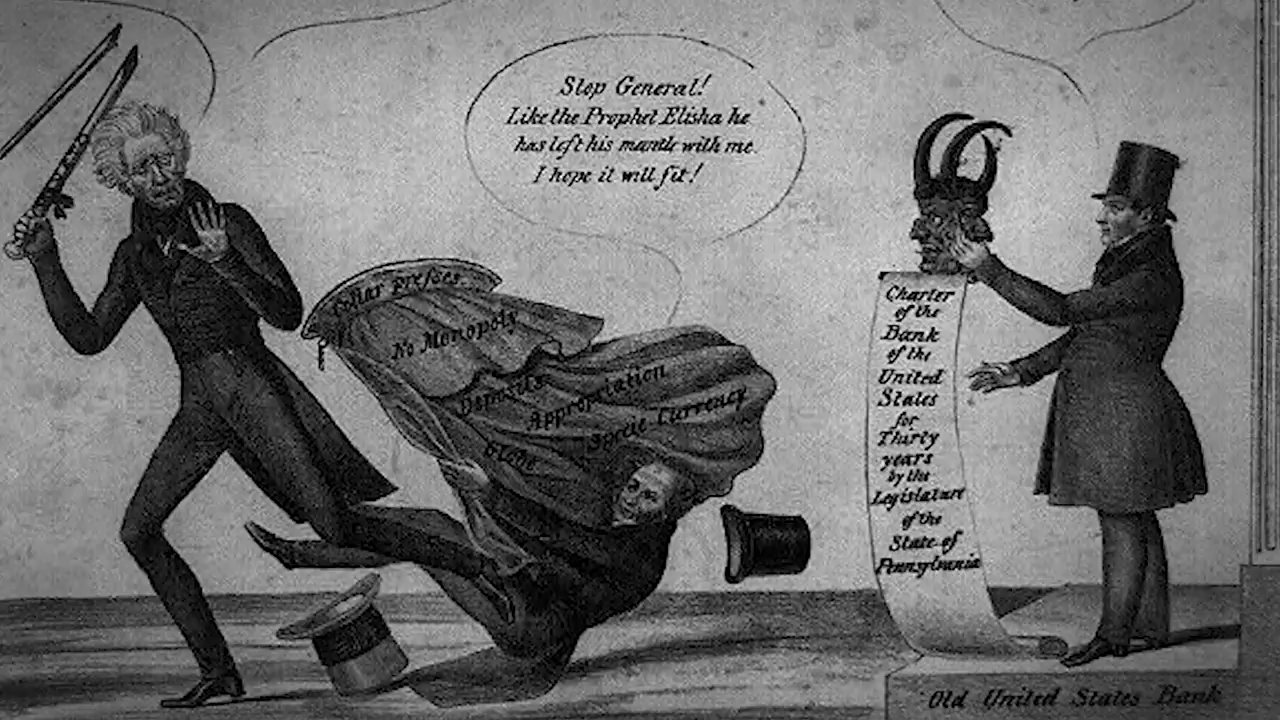 Stop General!
Like the Prophet Elisha he
has left his mantle with me.
I hope it will fit!
No Monopoly
Deposits
Appropriation
Specie Currency
Globe
Charter
of the
Bank
of the
United
States
for
Thirty
years
by the
Legislature
of the
State of
Pennsylvania
Old United States Bank